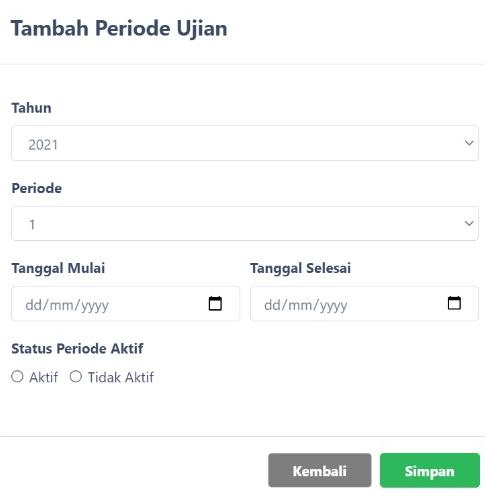 Tambah Periode Ujian
Tahun
2021
Periode
1
Tanggal Mulai Tanggal Selesai
dd/mm/yyyy dd/mm/yyyy
Status Periode Aktif
Aktif Tidak Aktif
Kembali Simpan